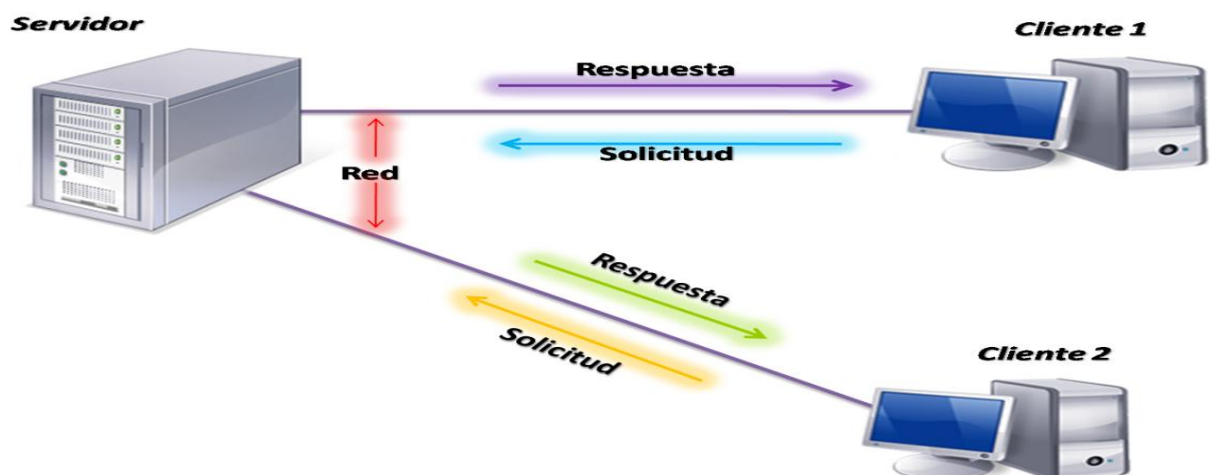 Servidor
Cliente 1
Respuesta
Solicitud
Red
Respuesta
Solicitud
Cliente 2